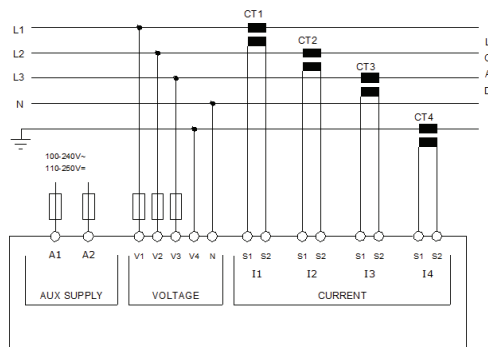 CT1
L1
CT2
L2
CT3
L3
N
CT4
L
O
A
D
100-240V~
110-250V=
A1 A2 V1 V2 V3 V4 N S1 S2 S1 S2 S1 S2 S1 S2
I1 I2 I3 I4
AUX SUPPLY VOLTAGE CURRENT